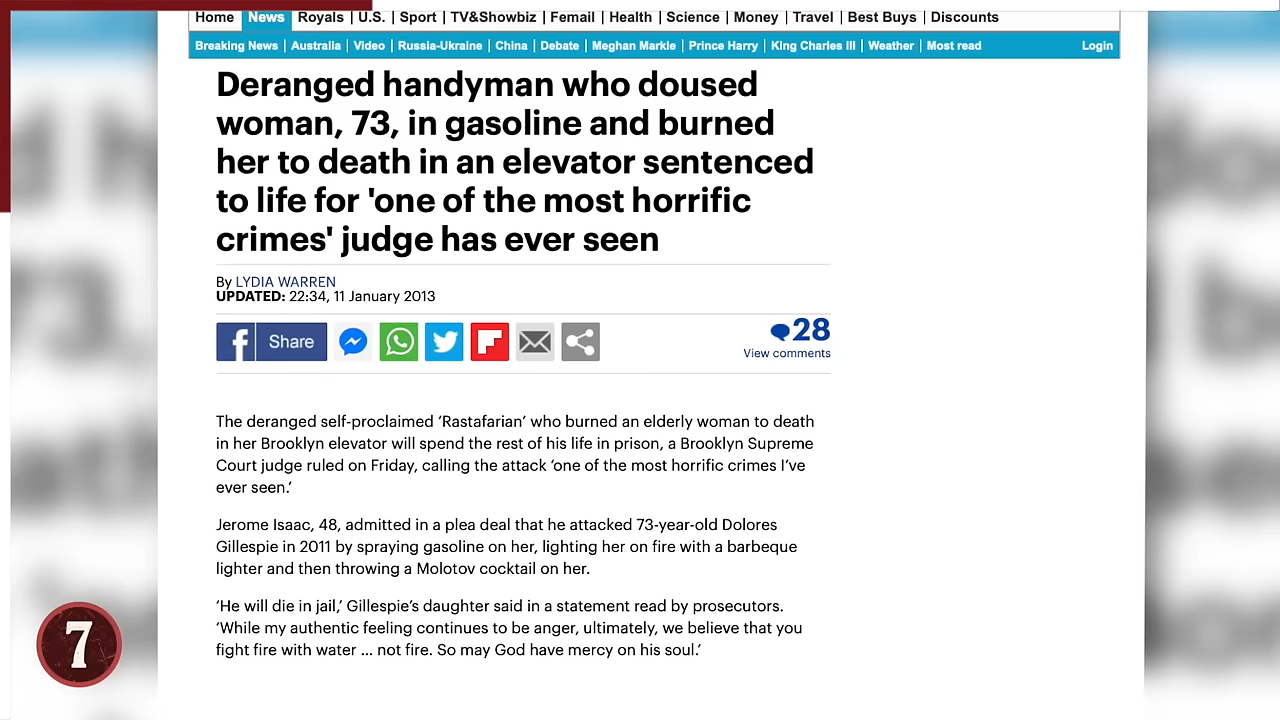 Home News Royals U.S. Sport TV&Showbiz Femail Health Science Money Travel Best Buys Discounts
Breaking News Australia Video Russia-Ukraine China Debate Meghan Markle Prince Harry King Charles III Weather Most read Login
Deranged handyman who doused
woman, 73, in gasoline and burned
her to death in an elevator sentenced
to life for 'one of the most horrific
crimes' judge has ever seen
By LYDIA WARREN
UPDATED: 22:34, 11 January 2013
Share
28
View comments
The deranged self-proclaimed ‘Rastafarian’ who burned an elderly woman to death
in her Brooklyn elevator will spend the rest of his life in prison, a Brooklyn Supreme
Court judge ruled on Friday, calling the attack ‘one of the most horrific crimes I’ve
ever seen.’
Jerome Isaac, 48, admitted in a plea deal that he attacked 73-year-old Dolores
Gillespie in 2011 by spraying gasoline on her, lighting her on fire with a barbeque
lighter and then throwing a Molotov cocktail on her.
‘He will die in jail,’ Gillespie’s daughter said in a statement read by prosecutors.
‘While my authentic feeling continues to be anger, ultimately, we believe that you
fight fire with water ... not fire. So may God have mercy on his soul.’
7